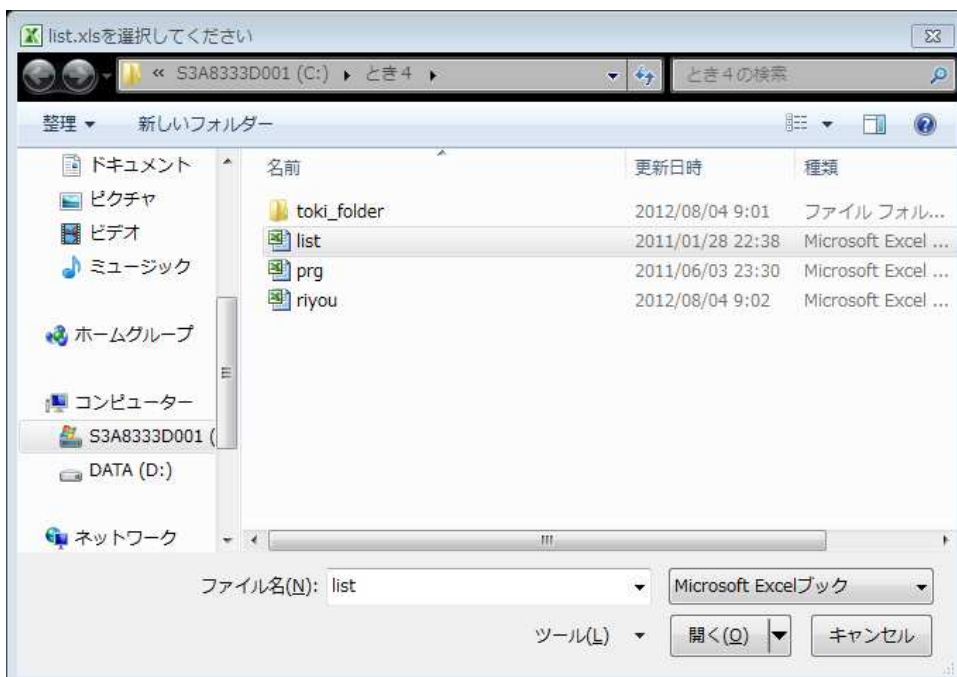 list.xlsを選択してください
« S3A8333D001 (C:) ▸ とき４ ▸
とき４の検索
整理 ▼ 新しいフォルダー
ドキュメント
ピクチャ
ビデオ
ミュージック
ホームグループ
コンピューター
S3A8333D001 (
DATA (D:)
ネットワーク
名前 更新日時 種類
toki_folder 2012/08/04 9:01 ファイル フォル...
list 2011/01/28 22:38 Microsoft Excel ...
prg 2011/06/03 23:30 Microsoft Excel ...
riyou 2012/08/04 9:02 Microsoft Excel ...
ファイル名(N): list Microsoft Excelブック
ツール(L) 開く(O) キャンセル